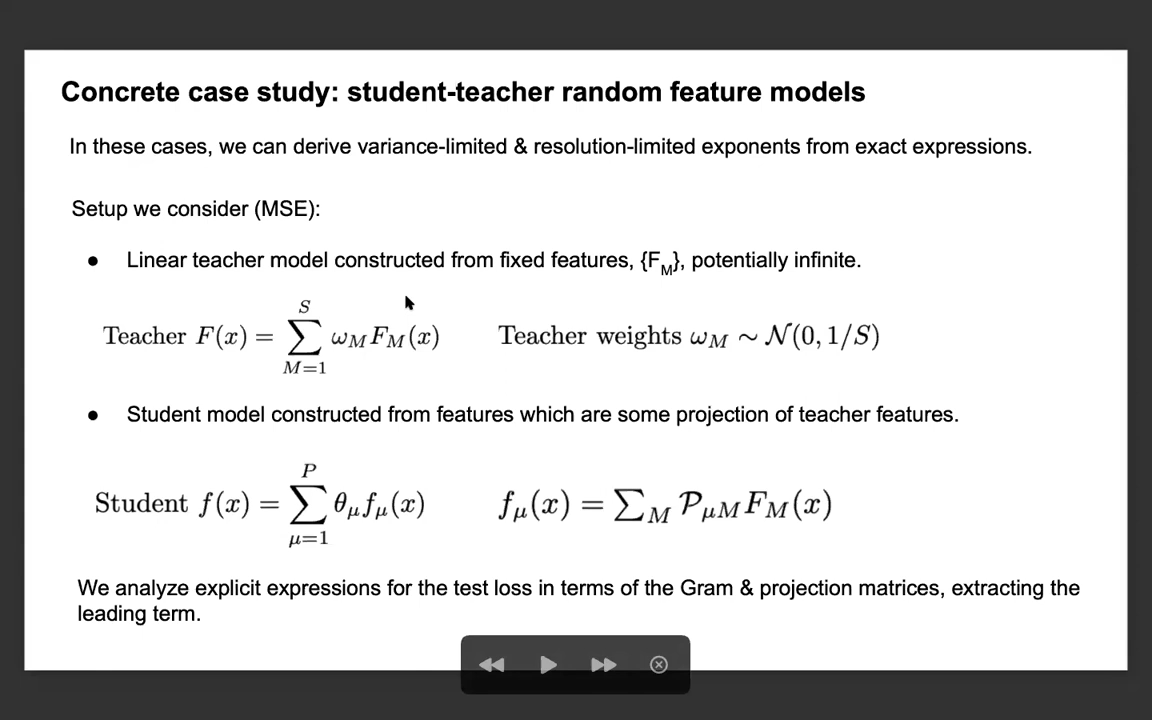 Concrete case study: student-teacher random feature models
In these cases, we can derive variance-limited & resolution-limited exponents from exact expressions.
Setup we consider (MSE):
● Linear teacher model constructed from fixed features, {F_M}, potentially infinite.
Teacher F(x) = ∑_{M=1}^{S} ω_M F_M(x) Teacher weights ω_M ∼ 𝒩(0, 1/S)
● Student model constructed from features which are some projection of teacher features.
Student f(x) = ∑_{μ=1}^{P} θ_μ f_μ(x) f_μ(x) = ∑_M 𝒫_{μM} F_M(x)
We analyze explicit expressions for the test loss in terms of the Gram & projection matrices, extracting the
leading term.